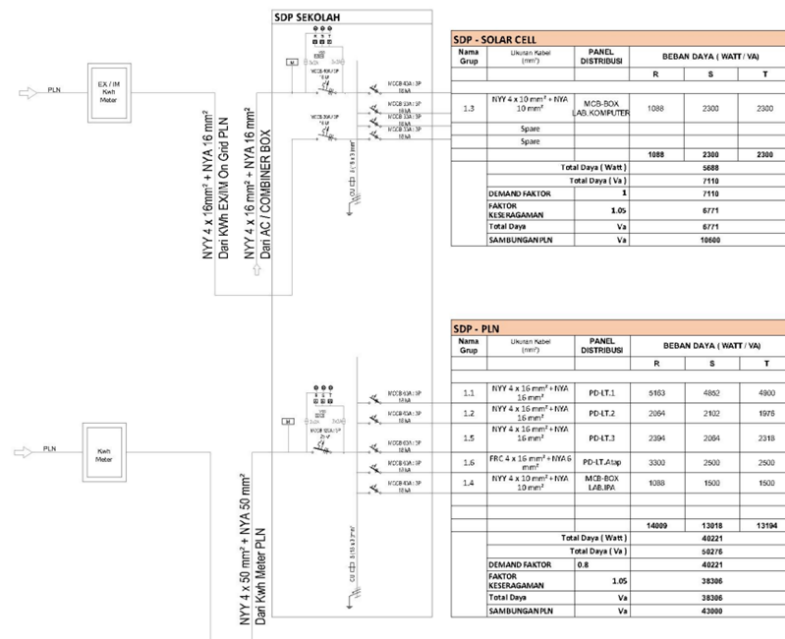 SDP SEKOLAH
PLN
EX / IM
Kwh
Meter
R S T
M
NYY 4 x 16mm² + NYA 16 mm²
Dari KWh EX/IM On Grid PLN
NYY 4 x 16 mm² + NYA 16 mm²
Dari AC / COMBINER BOX
SDP - SOLAR CELL
Nama Grup
Ukuran Kabel (mm²)
PANEL DISTRIBUSI
BEBAN DAYA ( WATT / VA)
R S T
1.3 NYY 4 x 10 mm² + NYA 10 mm² MCB-BOX LAB.KOMPUTER 1088 2300 2300
Spare
Spare
1088 2300 2300
Total Daya ( Watt ) 5688
Total Daya ( Va ) 7110
DEMAND FAKTOR 1 7110
FAKTOR KESERAGAMAN 1.05 6771
Total Daya Va 6771
SAMBUNGAN PLN Va 10600
PLN
Kwh
Meter
R S T
M
NYY 4 x 50 mm² + NYA 50 mm²
Dari Kwh Meter PLN
SDP - PLN
Nama Grup
Ukuran Kabel (mm²)
PANEL DISTRIBUSI
BEBAN DAYA ( WATT / VA)
R S T
1.1 NYY 4 x 16 mm² + NYA 16 mm² PD-LT.1 5163 4852 4900
1.2 NYY 4 x 16 mm² + NYA 16 mm² PD-LT.2 2064 2102 1976
1.5 NYY 4 x 16 mm² + NYA 16 mm² PD-LT.3 2394 2064 2318
1.6 FRC 4 x 16 mm² + NYA 6 mm² PD-LT.Atap 3300 2500 2500
1.4 NYY 4 x 10 mm² + NYA 10 mm² MCB-BOX LAB.IPA 1088 1500 1500
14009 13018 13194
Total Daya ( Watt ) 40221
Total Daya ( Va ) 50276
DEMAND FAKTOR 0.8 40221
FAKTOR KESERAGAMAN 1.05 38306
Total Daya Va 38306
SAMBUNGAN PLN Va 43000